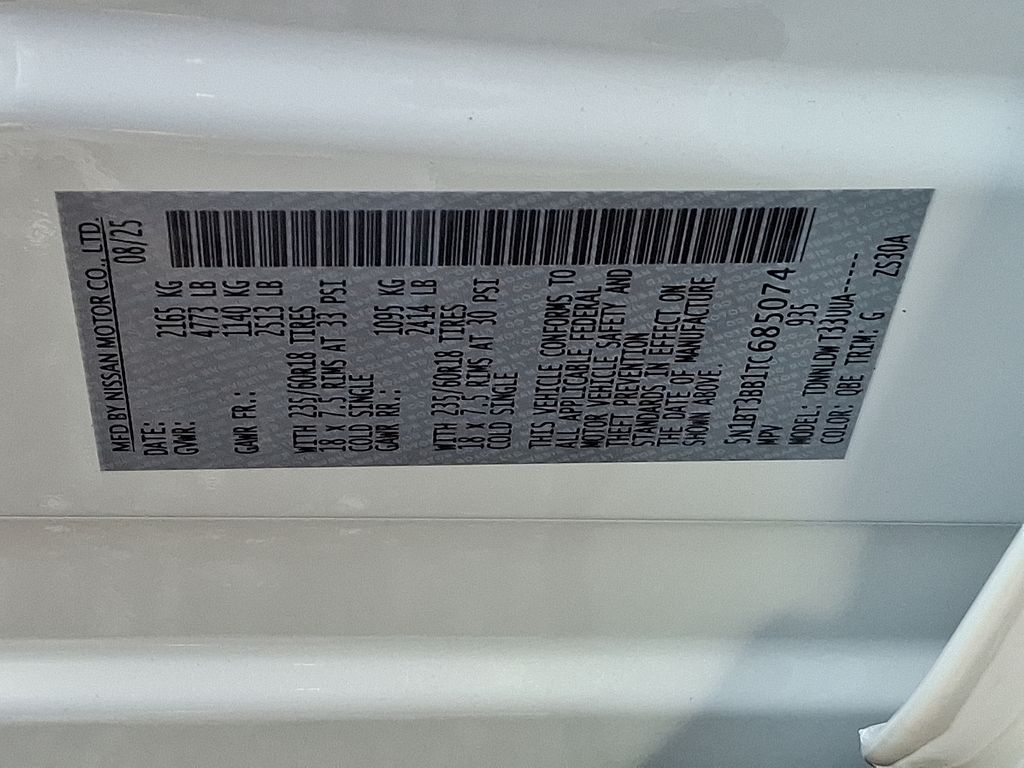 MFD BY NISSAN MOTOR CO., LTD.
DATE: 08/25
GVWR: 2165 KG
4773 LB
GAWR FR.: 1140 KG
2513 LB
WITH 235/60R18 TIRES
18 X 7.5 RIMS AT 33 PSI
COLD SINGLE
GAWR RR.: 1095 KG
2414 LB
WITH 235/60R18 TIRES
18 X 7.5 RIMS AT 30 PSI
COLD SINGLE
THIS VEHICLE CONFORMS TO
ALL APPLICABLE FEDERAL
MOTOR VEHICLE SAFETY AND
THEFT PREVENTION
STANDARDS IN EFFECT ON
THE DATE OF MANUFACTURE
SHOWN ABOVE.
5N1BT3BB1TC685074
MPV 935
MODEL: TDNNLDW T33UUA-----
COLOR: QBE TRIM: G ZS30A